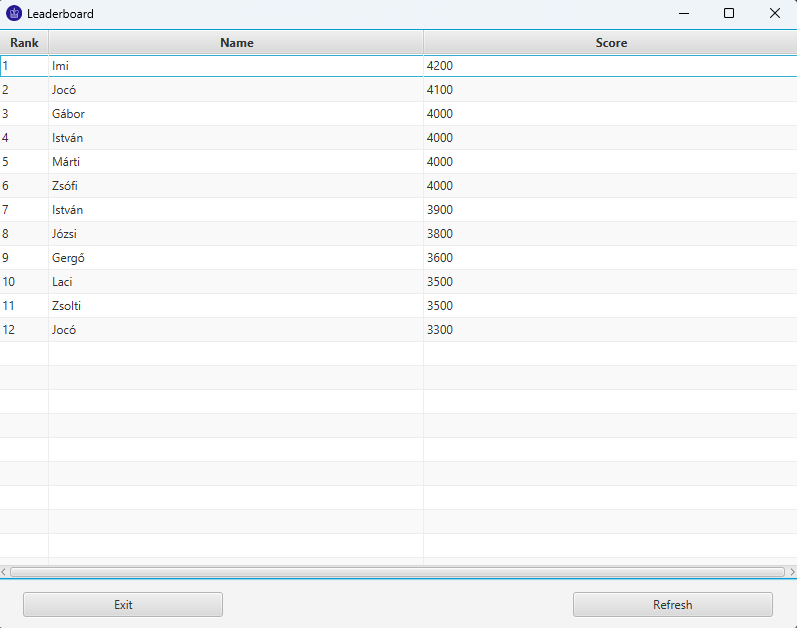 Leaderboard
Rank Name Score
1 Imi 4200
2 Jocó 4100
3 Gábor 4000
4 István 4000
5 Márti 4000
6 Zsófi 4000
7 István 3900
8 Józsi 3800
9 Gergő 3600
10 Laci 3500
11 Zsolti 3500
12 Jocó 3300
Exit Refresh